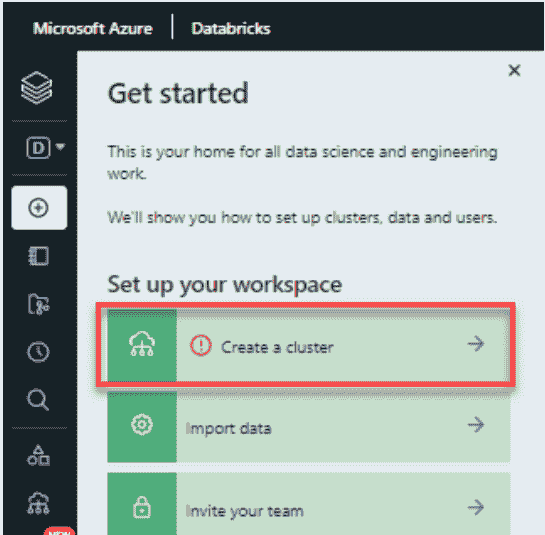 Microsoft Azure | Databricks
Get started
This is your home for all data science and engineering
work.
We'll show you how to set up clusters, data and users.
D
Set up your workspace
Create a cluster
Import data
Invite your team
NEW